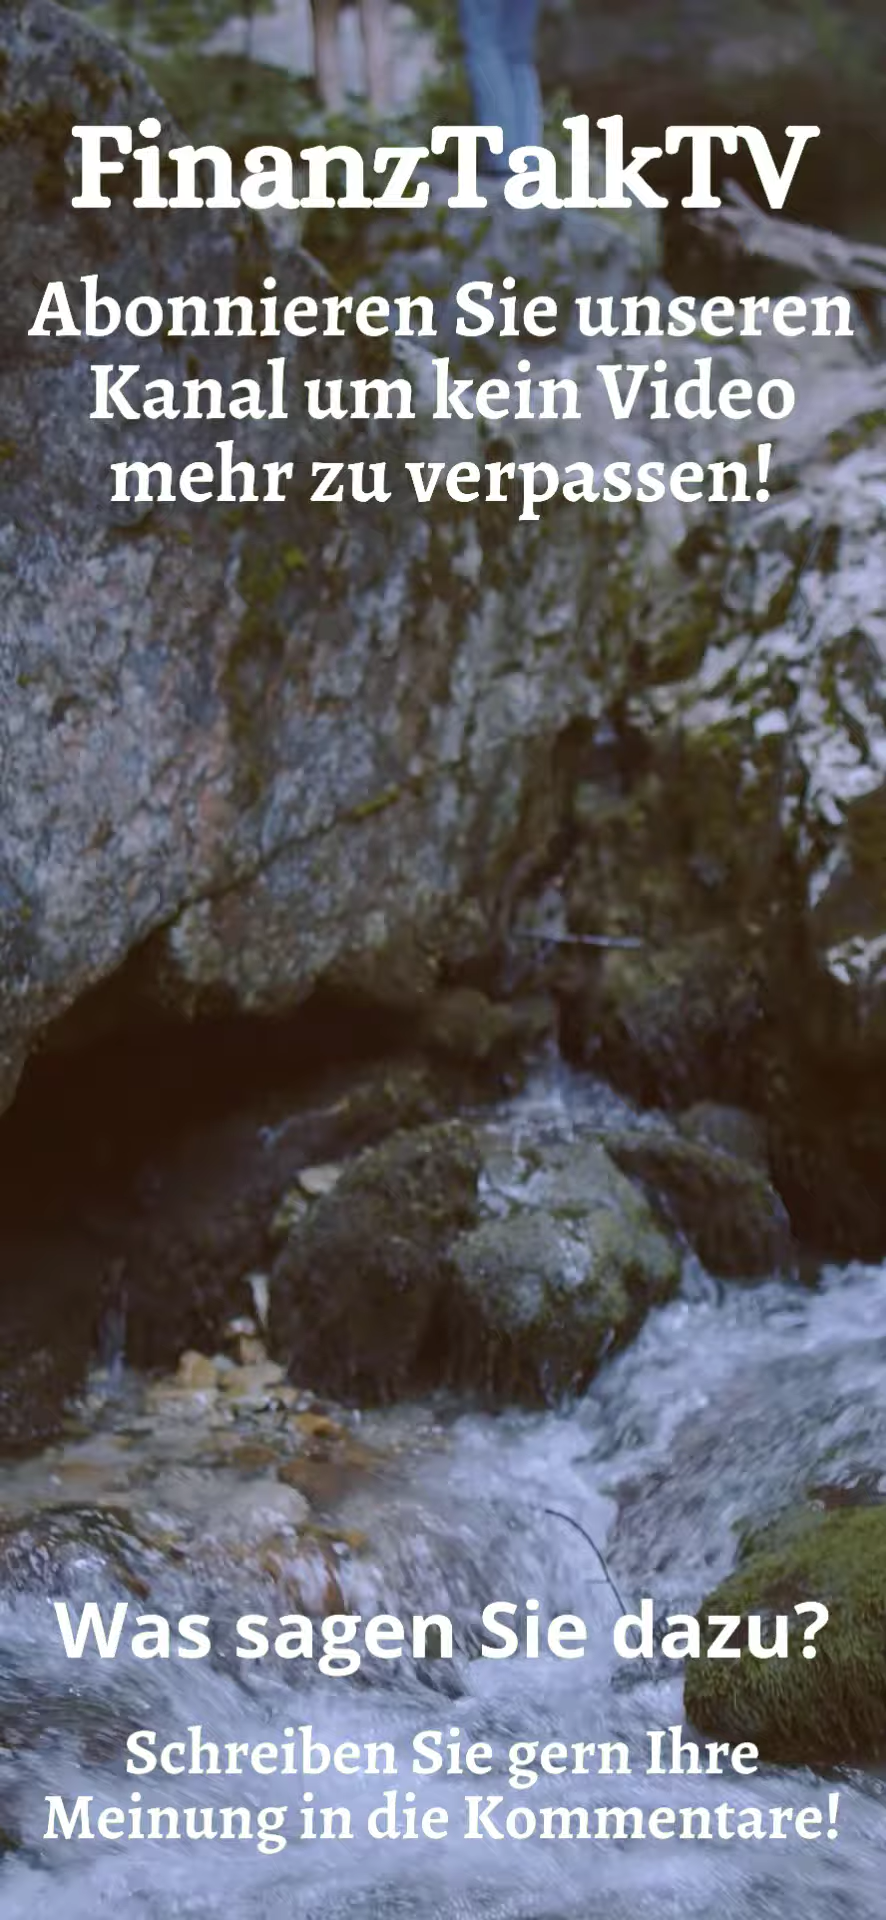 FinanzTalkTV
Abonnieren Sie unseren
Kanal um kein Video
mehr zu verpassen!
Was sagen Sie dazu?
Schreiben Sie gern Ihre
Meinung in die Kommentare!